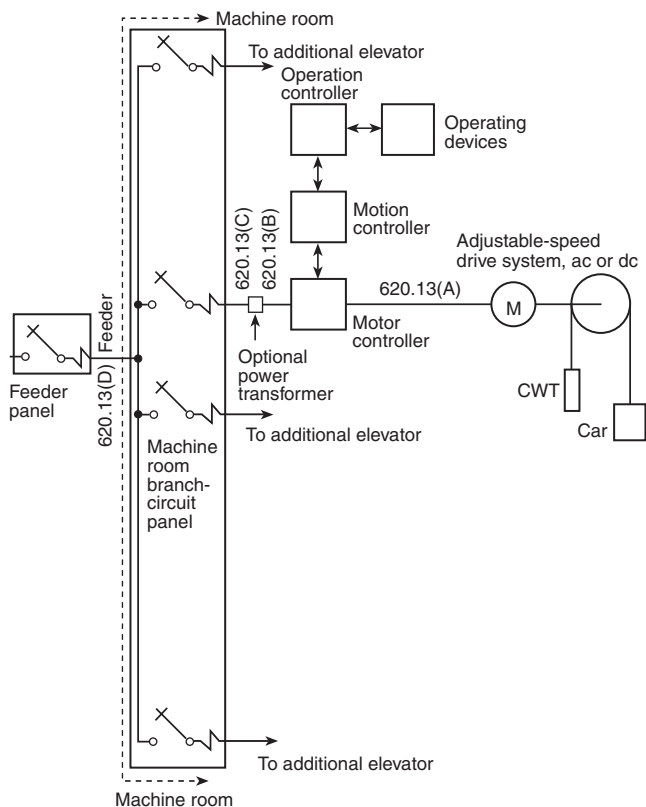 Machine room
To additional elevator
Operation
controller
Operating
devices
620.13(C)
620.13(B)
Motion
controller
Adjustable-speed
drive system, ac or dc
620.13(A)
M
Motor
controller
Feeder
620.13(D)
Feeder
panel
Optional
power
transformer
CWT
Car
To additional elevator
Machine
room
branch-
circuit
panel
To additional elevator
Machine room